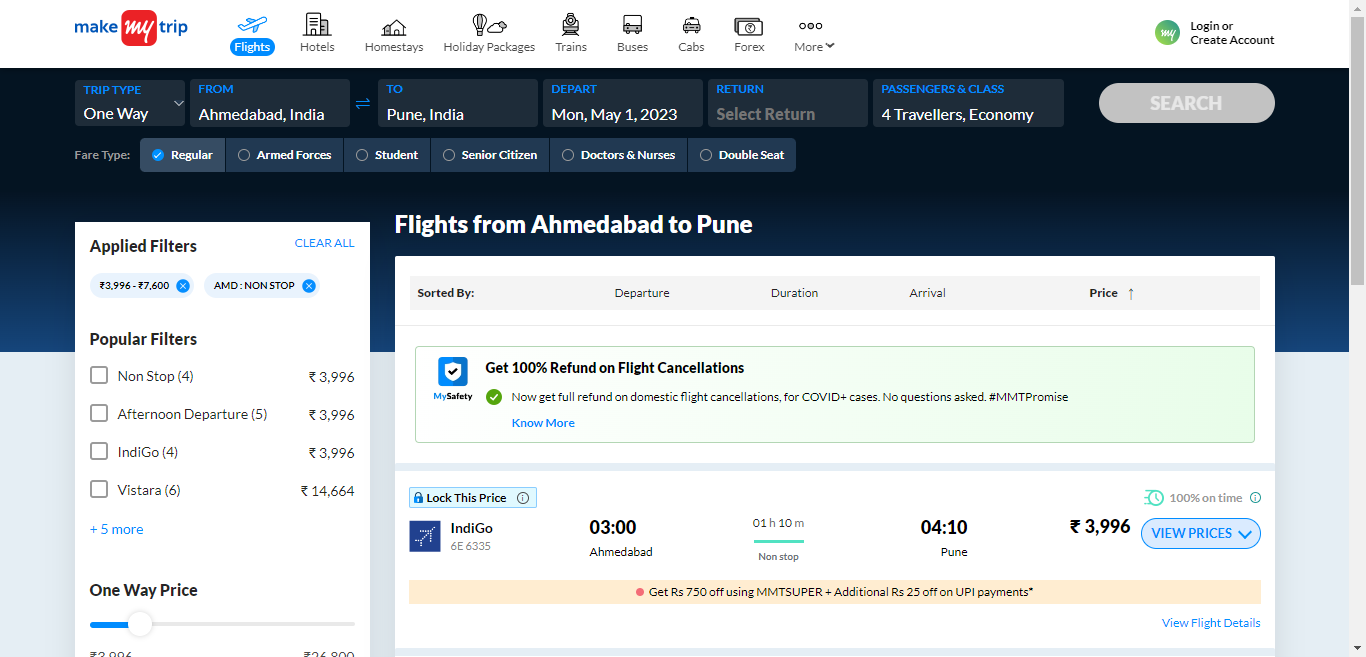 make my trip
Flights
Hotels
Homestays
Holiday Packages
Trains
Buses
Cabs
Forex
More
my
Login or
Create Account
TRIP TYPE
One Way
FROM
Ahmedabad, India
TO
Pune, India
DEPART
Mon, May 1, 2023
RETURN
Select Return
PASSENGERS & CLASS
4 Travellers, Economy
SEARCH
Fare Type:
Regular
Armed Forces
Student
Senior Citizen
Doctors & Nurses
Double Seat
Flights from Ahmedabad to Pune
Applied Filters
CLEAR ALL
₹3,996 - ₹7,600
AMD : NON STOP
Popular Filters
Non Stop (4) ₹ 3,996
Afternoon Departure (5) ₹ 3,996
IndiGo (4) ₹ 3,996
Vistara (6) ₹ 14,664
+ 5 more
One Way Price
₹3,996 ₹26,800
Sorted By: Departure Duration Arrival Price ↑
MySafety
Get 100% Refund on Flight Cancellations
Now get full refund on domestic flight cancellations, for COVID+ cases. No questions asked. #MMTPromise
Know More
Lock This Price
100% on time
IndiGo
6E 6335
03:00
Ahmedabad
01 h 10 m
Non stop
04:10
Pune
₹ 3,996
VIEW PRICES
Get Rs 750 off using MMTSUPER + Additional Rs 25 off on UPI payments*
View Flight Details